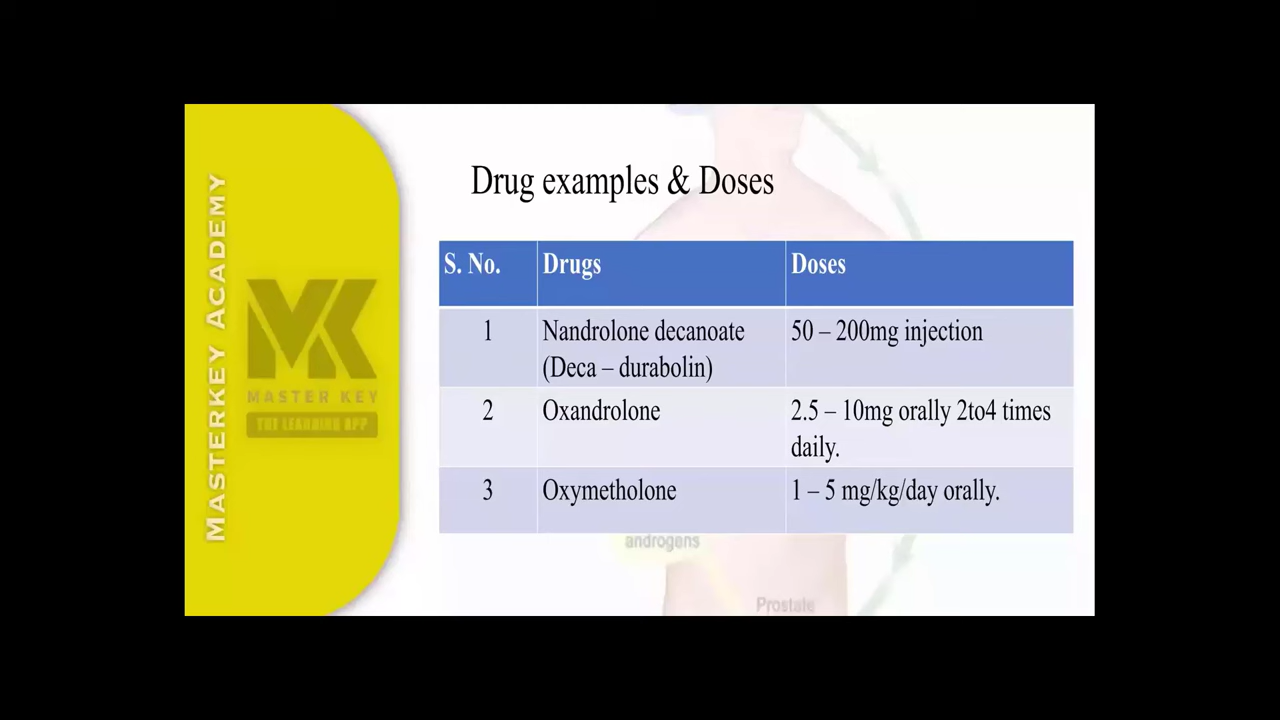 MASTERKEY ACADEMY
MASTER KEY
THE LEARNING APP
Drug examples & Doses
S. No. Drugs Doses
1 Nandrolone decanoate 50 – 200mg injection
(Deca – durabolin)
2 Oxandrolone 2.5 – 10mg orally 2to4 times
daily.
3 Oxymetholone 1 – 5 mg/kg/day orally.
androgens
Prostate